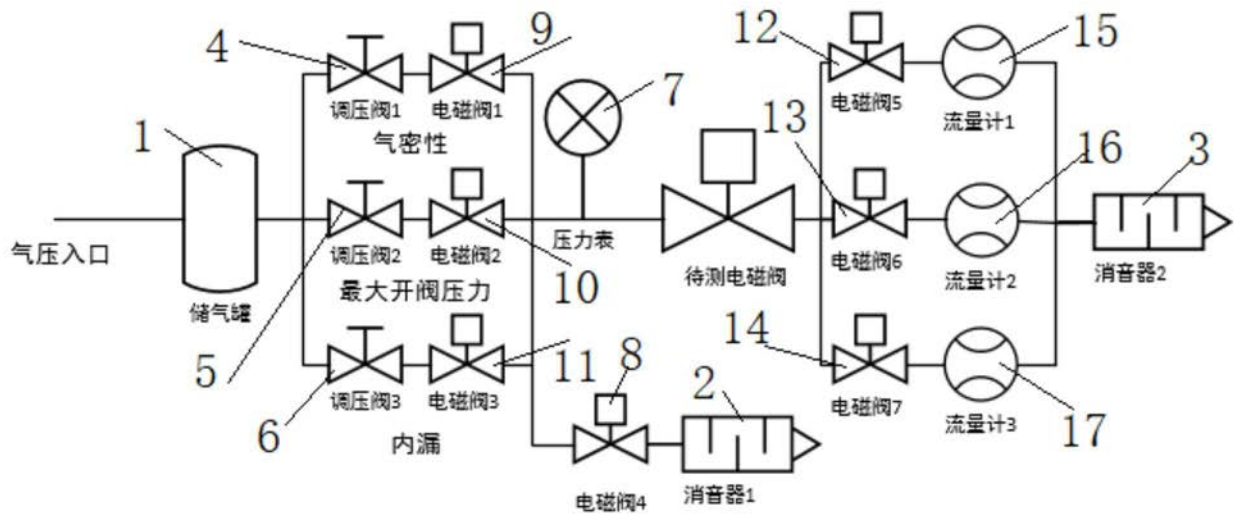 4
9
12
15
调压阀1
电磁阀1
7
电磁阀5
流量计1
气密性
1
13
16
3
气压入口
调压阀2
电磁阀2
压力表
待测电磁阀
电磁阀6
流量计2
消音器2
最大开阀压力
10
储气罐
5
14
6
11
8
2
调压阀3
电磁阀3
电磁阀7
流量计3
17
内漏
电磁阀4
消音器1